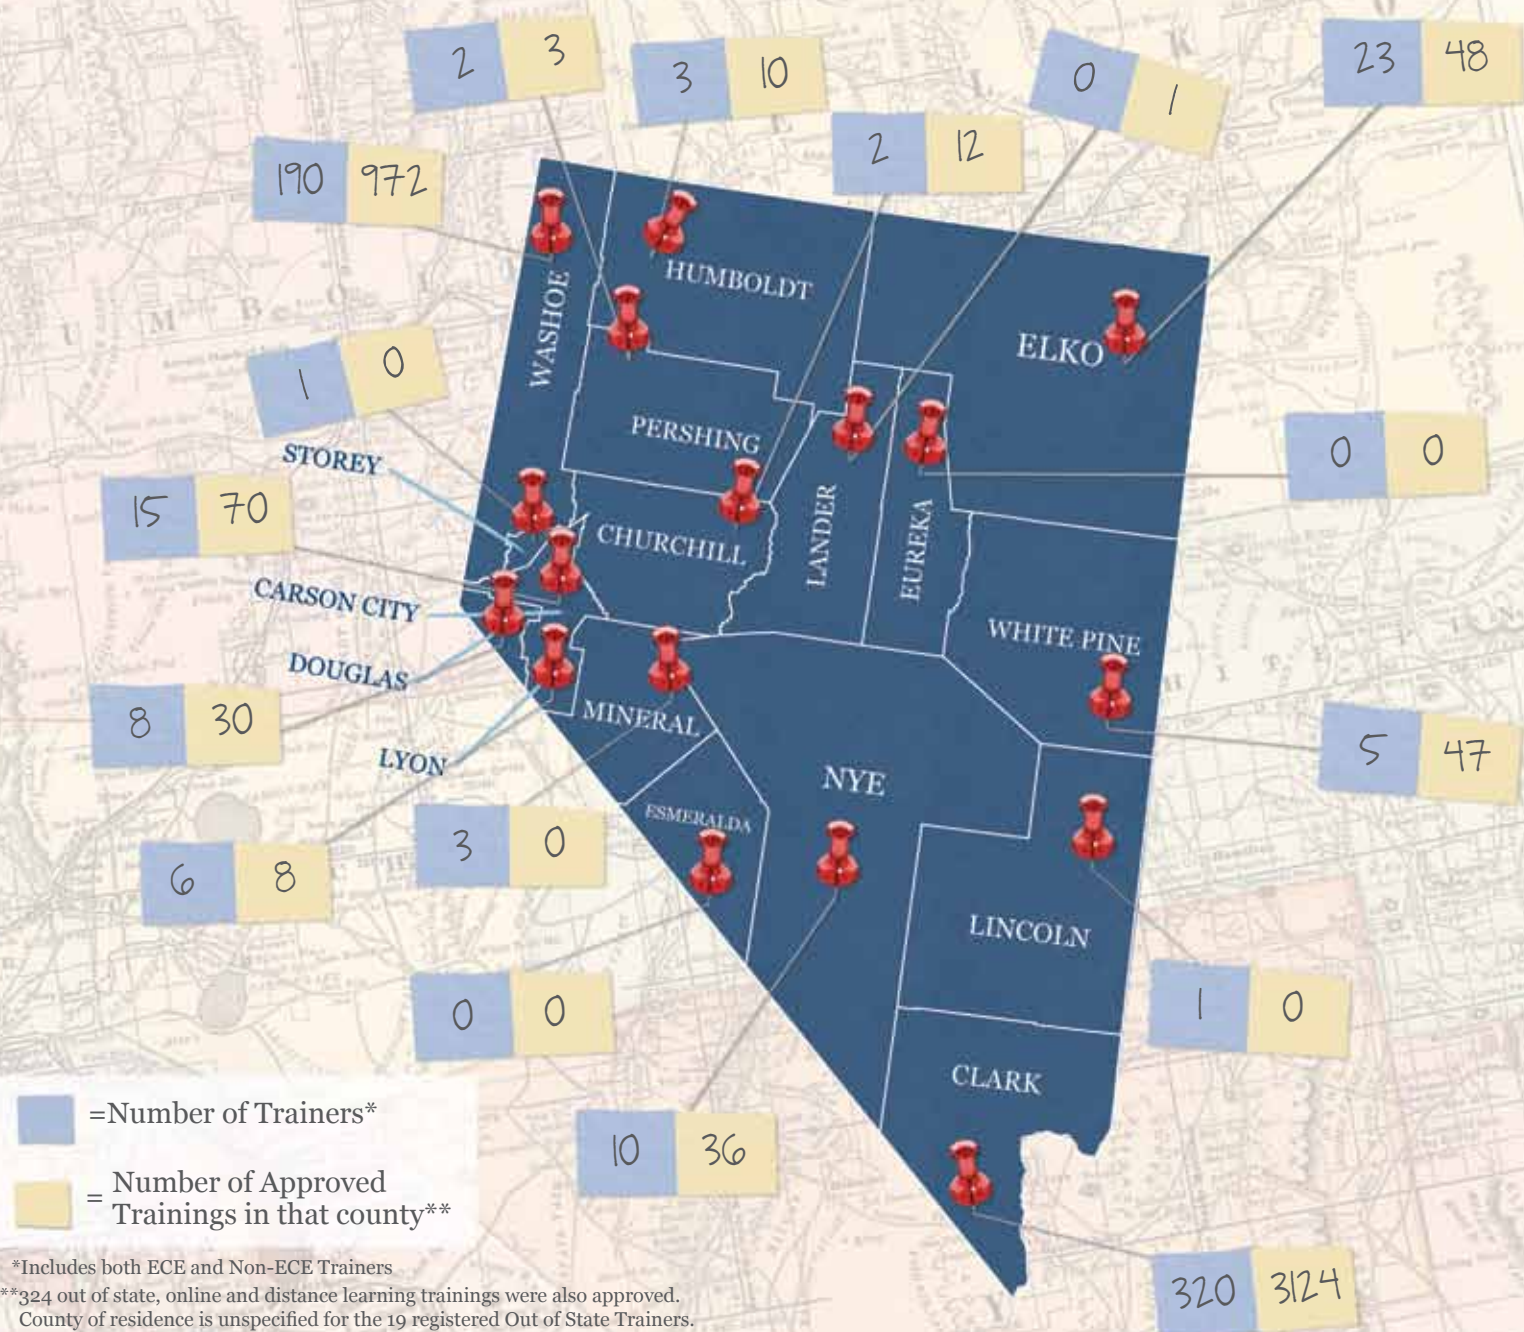 2 3
3 10
0 1
23 48
2 12
190 972
HUMBOLDT
WASHOE
ELKO
1 0
PERSHING
STOREY
0 0
15 70
CHURCHILL
LANDER
EUREKA
CARSON CITY
WHITE PINE
DOUGLAS
8 30
MINERAL
5 47
LYON
NYE
ESMERALDA
3 0
6 8
LINCOLN
0 0
1 0
CLARK
=Number of Trainers*
10 36
= Number of Approved
Trainings in that county**
*Includes both ECE and Non-ECE Trainers
320 3124
**324 out of state, online and distance learning trainings were also approved.
County of residence is unspecified for the 19 registered Out of State Trainers.